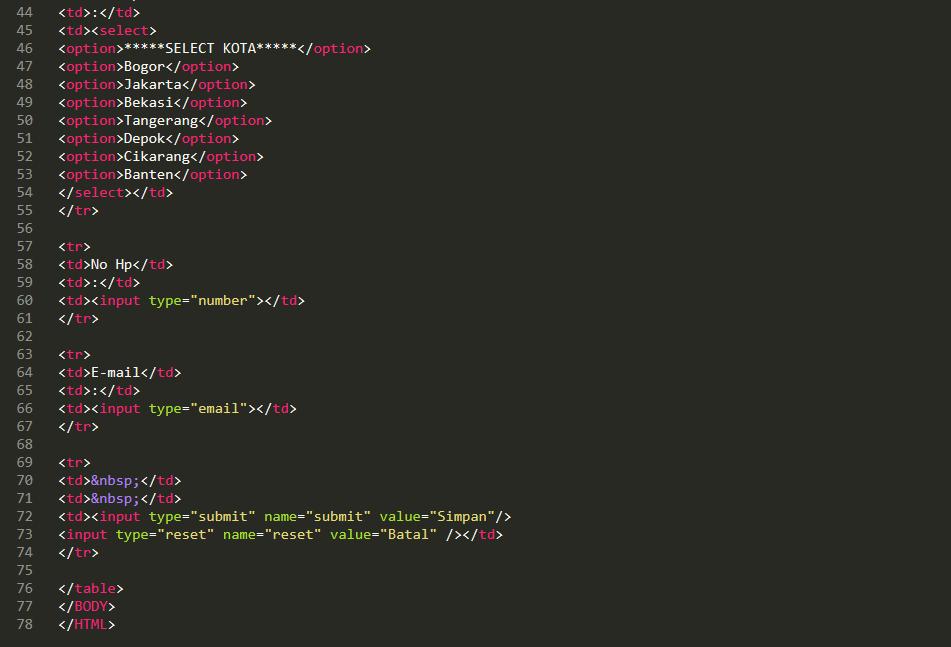 44 <td>:</td>
45 <td><select>
46 <option>*****SELECT KOTA*****</option>
47 <option>Bogor</option>
48 <option>Jakarta</option>
49 <option>Bekasi</option>
50 <option>Tangerang</option>
51 <option>Depok</option>
52 <option>Cikarang</option>
53 <option>Banten</option>
54 </select></td>
55 </tr>
56
57 <tr>
58 <td>No Hp</td>
59 <td>:</td>
60 <td><input type="number"></td>
61 </tr>
62
63 <tr>
64 <td>E-mail</td>
65 <td>:</td>
66 <td><input type="email"></td>
67 </tr>
68
69 <tr>
70 <td>&nbsp;</td>
71 <td>&nbsp;</td>
72 <td><input type="submit" name="submit" value="Simpan"/>
73 <input type="reset" name="reset" value="Batal" /></td>
74 </tr>
75
76 </table>
77 </BODY>
78 </HTML>